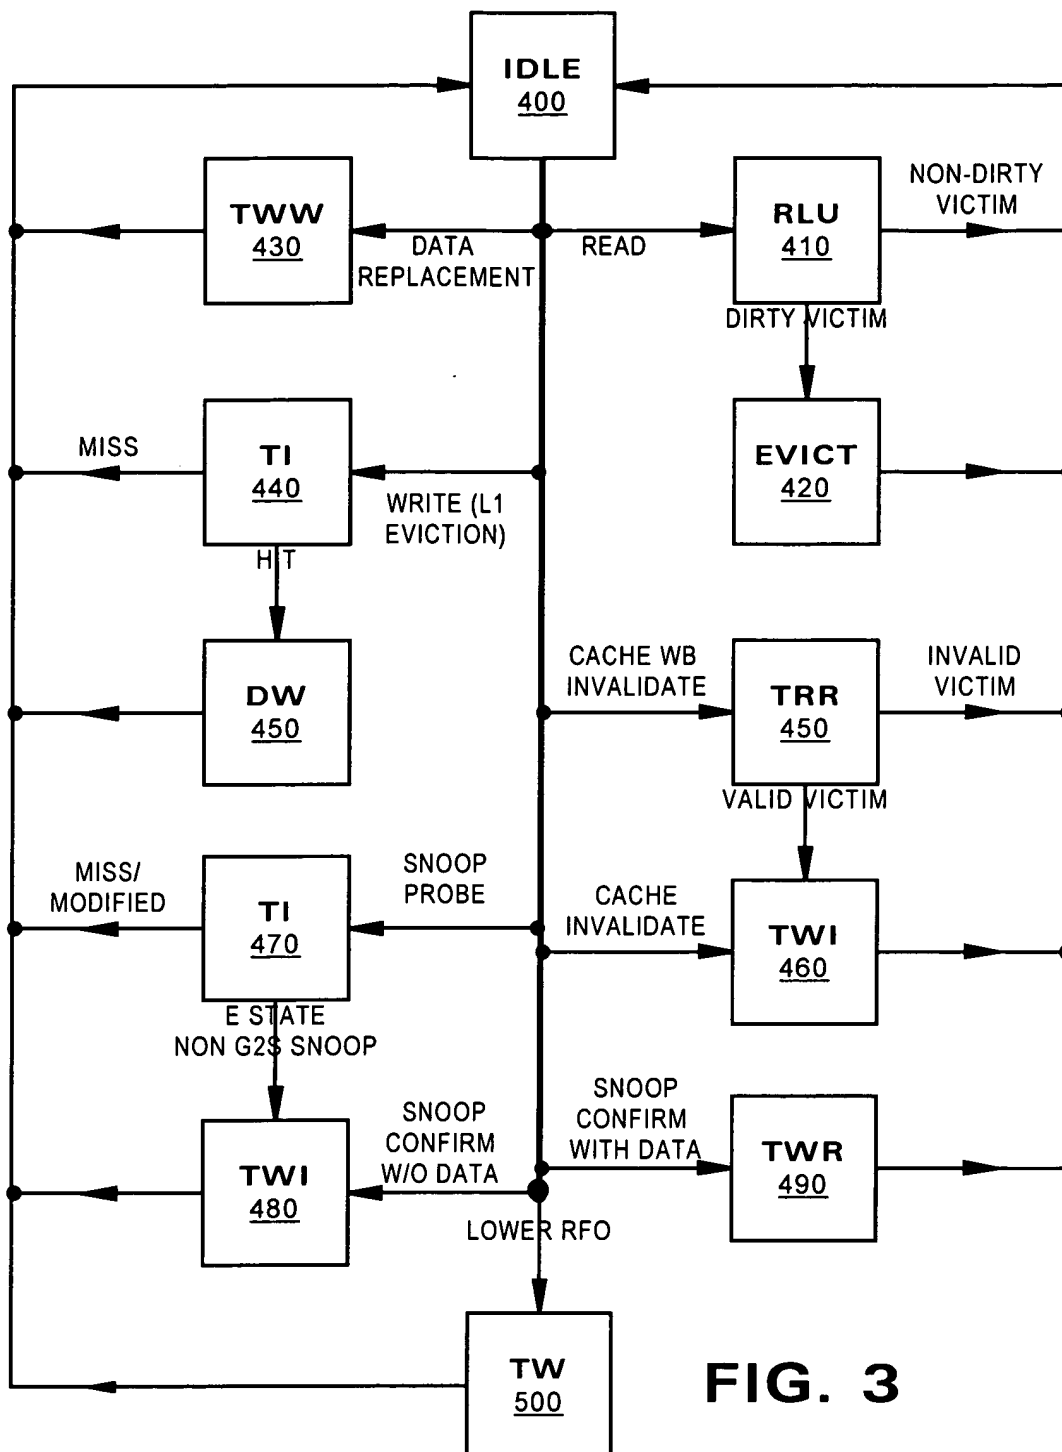 IDLE
400
TWW
430
DATA
REPLACEMENT
READ
RLU
410
NON-DIRTY
VICTIM
DIRTY VICTIM
MISS
TI
440
WRITE (L1
EVICTION)
EVICT
420
HIT
DW
450
CACHE WB
INVALIDATE
TRR
450
INVALID
VICTIM
VALID VICTIM
MISS/
MODIFIED
TI
470
SNOOP
PROBE
CACHE
INVALIDATE
TWI
460
E STATE
NON G2S SNOOP
TWI
480
SNOOP
CONFIRM
W/O DATA
SNOOP
CONFIRM
WITH DATA
TWR
490
LOWER RFO
TW
500
FIG. 3